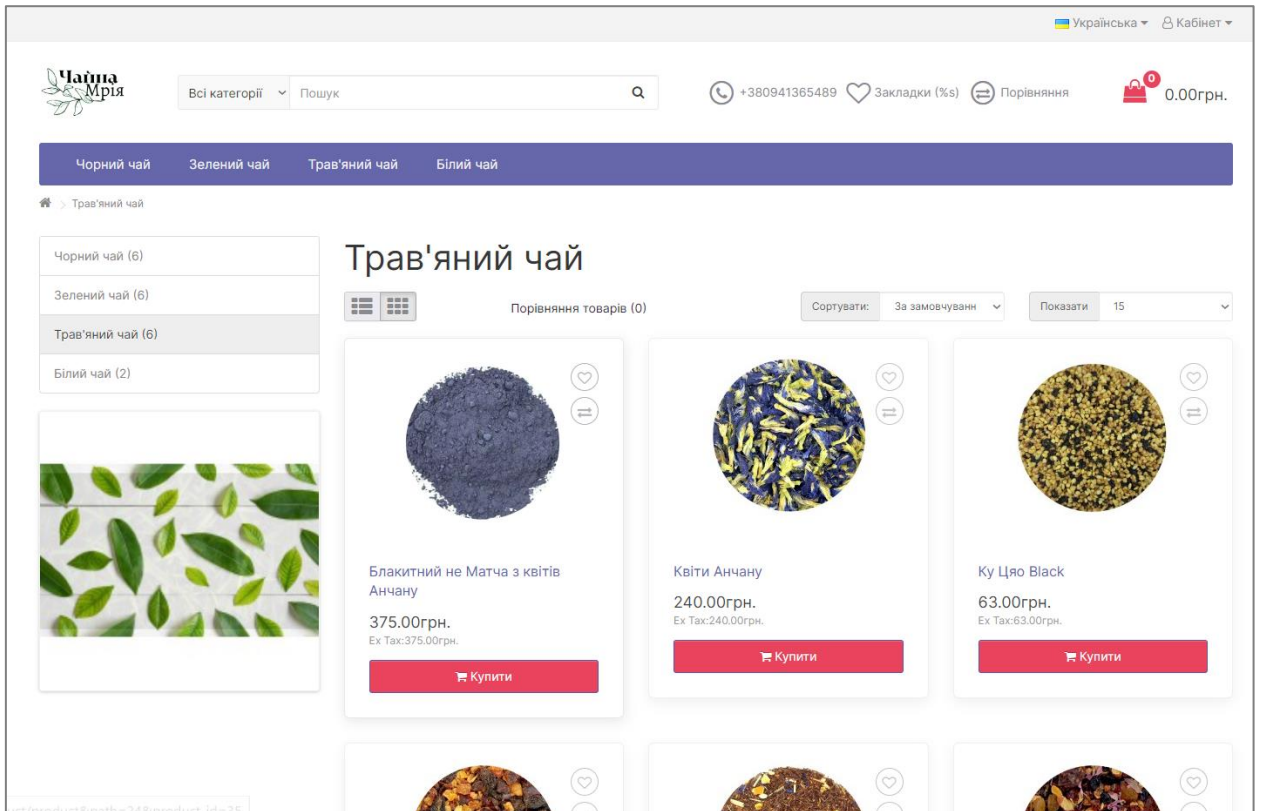 Українська
Кабінет
Чайна
Мрія
Всі категорії
Пошук
+380941365489
Закладки (%s)
Порівняння
0
0.00грн.
Чорний чай
Зелений чай
Трав'яний чай
Білий чай
Трав'яний чай
Чорний чай (6)
Зелений чай (6)
Трав'яний чай (6)
Білий чай (2)
Трав'яний чай
Порівняння товарів (0)
Сортувати:
За замовчуванн
Показати
15
Блакитний не Матча з квітів
Анчану
375.00грн.
Ex Tax:375.00грн.
Купити
Квіти Анчану
240.00грн.
Ex Tax:240.00грн.
Купити
Ку Цяо Black
63.00грн.
Ex Tax:63.00грн.
Купити